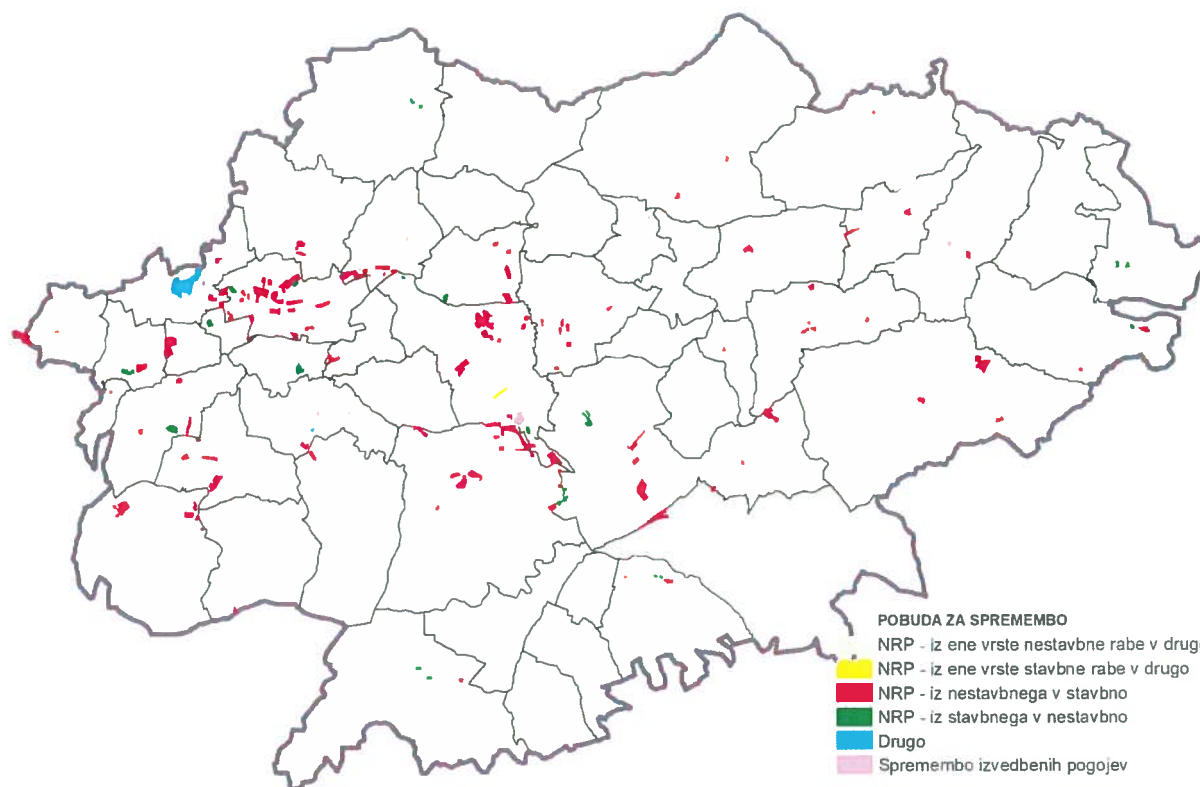 POBUDA ZA SPREMEMBO
NRP - iz ene vrste nestavbne rabe v drugo
NRP - iz ene vrste stavbne rabe v drugo
NRP - iz nestavbnega v stavbno
NRP - iz stavbnega v nestavbno
Drugo
Spremembo izvedbenih pogojev